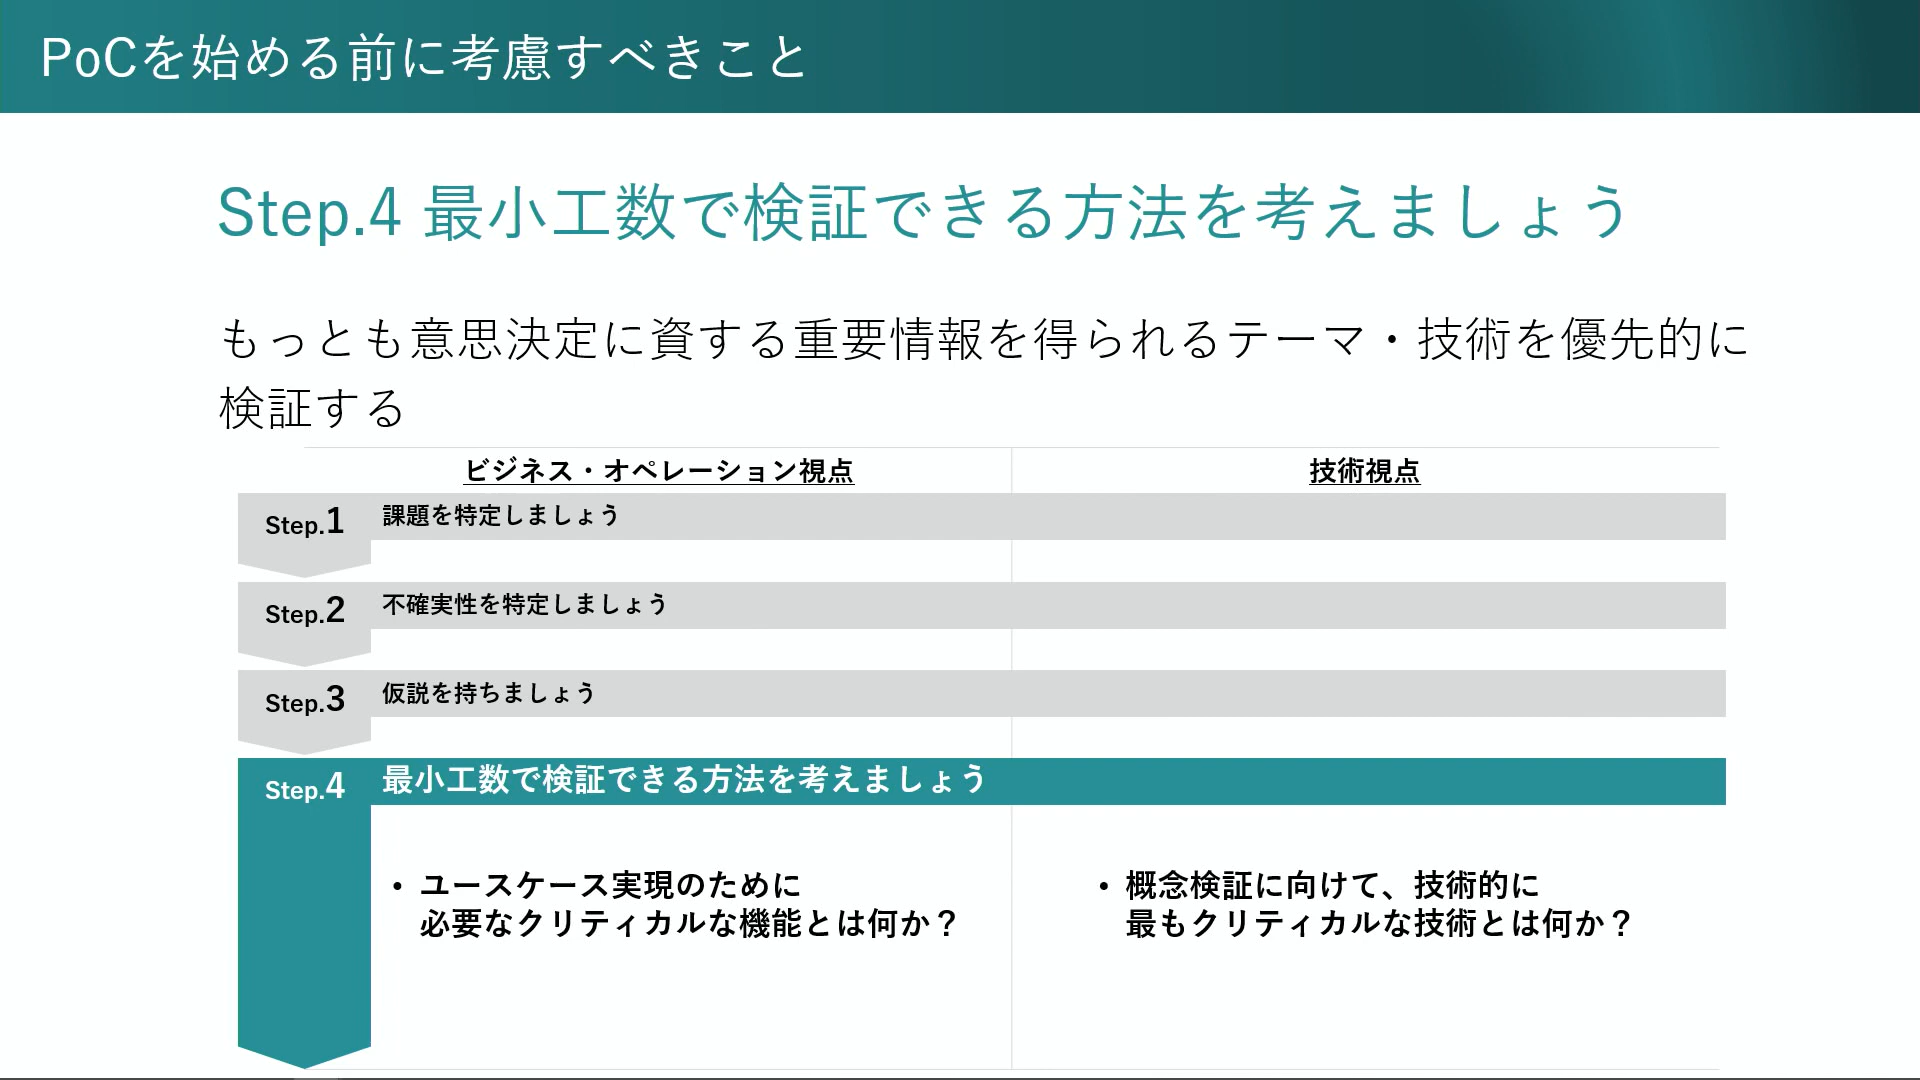 PoCを始める前に考慮すべきこと
Step.4 最小工数で検証できる方法を考えましょう
もっとも意思決定に資する重要情報を得られるテーマ・技術を優先的に
検証する
ビジネス・オペレーション視点
技術視点
Step.1
課題を特定しましょう
Step.2
不確実性を特定しましょう
Step.3
仮説を持ちましょう
Step.4
最小工数で検証できる方法を考えましょう
• ユースケース実現のために
必要なクリティカルな機能とは何か？
• 概念検証に向けて、技術的に
最もクリティカルな技術とは何か？